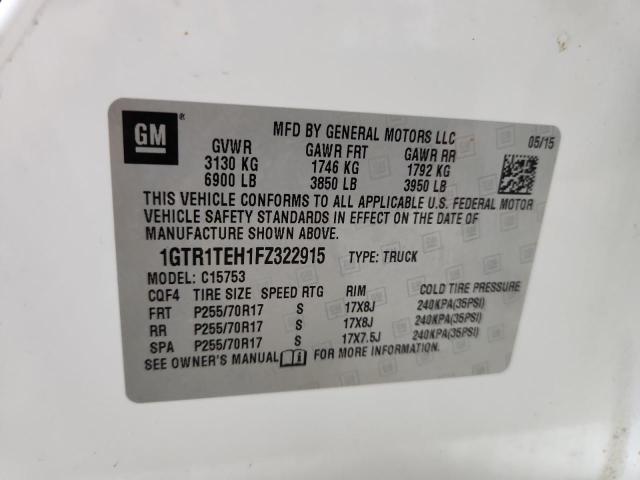 GM ®
MFD BY GENERAL MOTORS LLC 05/15
GVWR GAWR FRT GAWR RR
3130 KG 1746 KG 1792 KG
6900 LB 3850 LB 3950 LB
THIS VEHICLE CONFORMS TO ALL APPLICABLE U.S. FEDERAL MOTOR
VEHICLE SAFETY STANDARDS IN EFFECT ON THE DATE OF
MANUFACTURE SHOWN ABOVE.
1GTR1TEH1FZ322915 TYPE: TRUCK
MODEL: C15753
CQF4 TIRE SIZE SPEED RTG RIM COLD TIRE PRESSURE
FRT P255/70R17 S 17X8J 240KPA(35PSI)
RR P255/70R17 S 17X8J 240KPA(35PSI)
SPA P255/70R17 S 17X7.5J 240KPA(35PSI)
SEE OWNER'S MANUAL i FOR MORE INFORMATION.